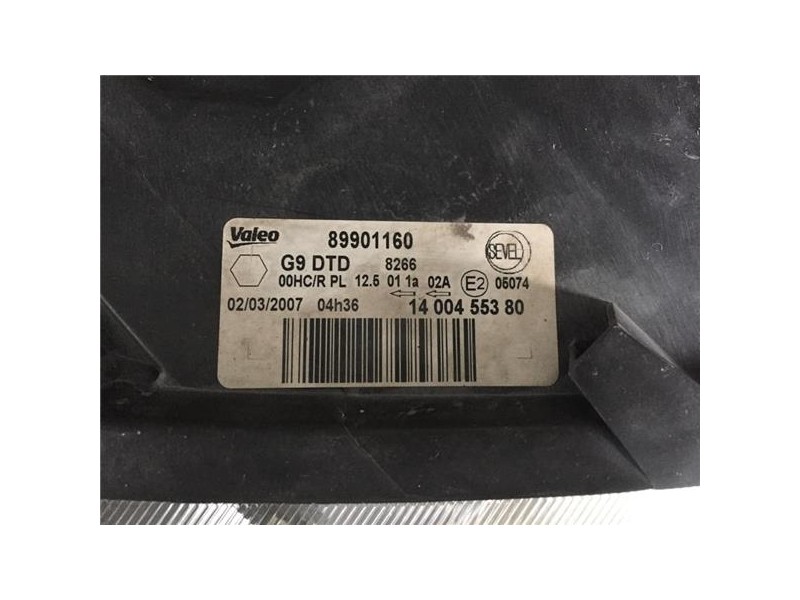 Valeo 89901160 SEVEL
G9 DTD 8266
00HC/R PL 12.5 01 1a 02A E2 05074
02/03/2007 04h36 14 004 553 80